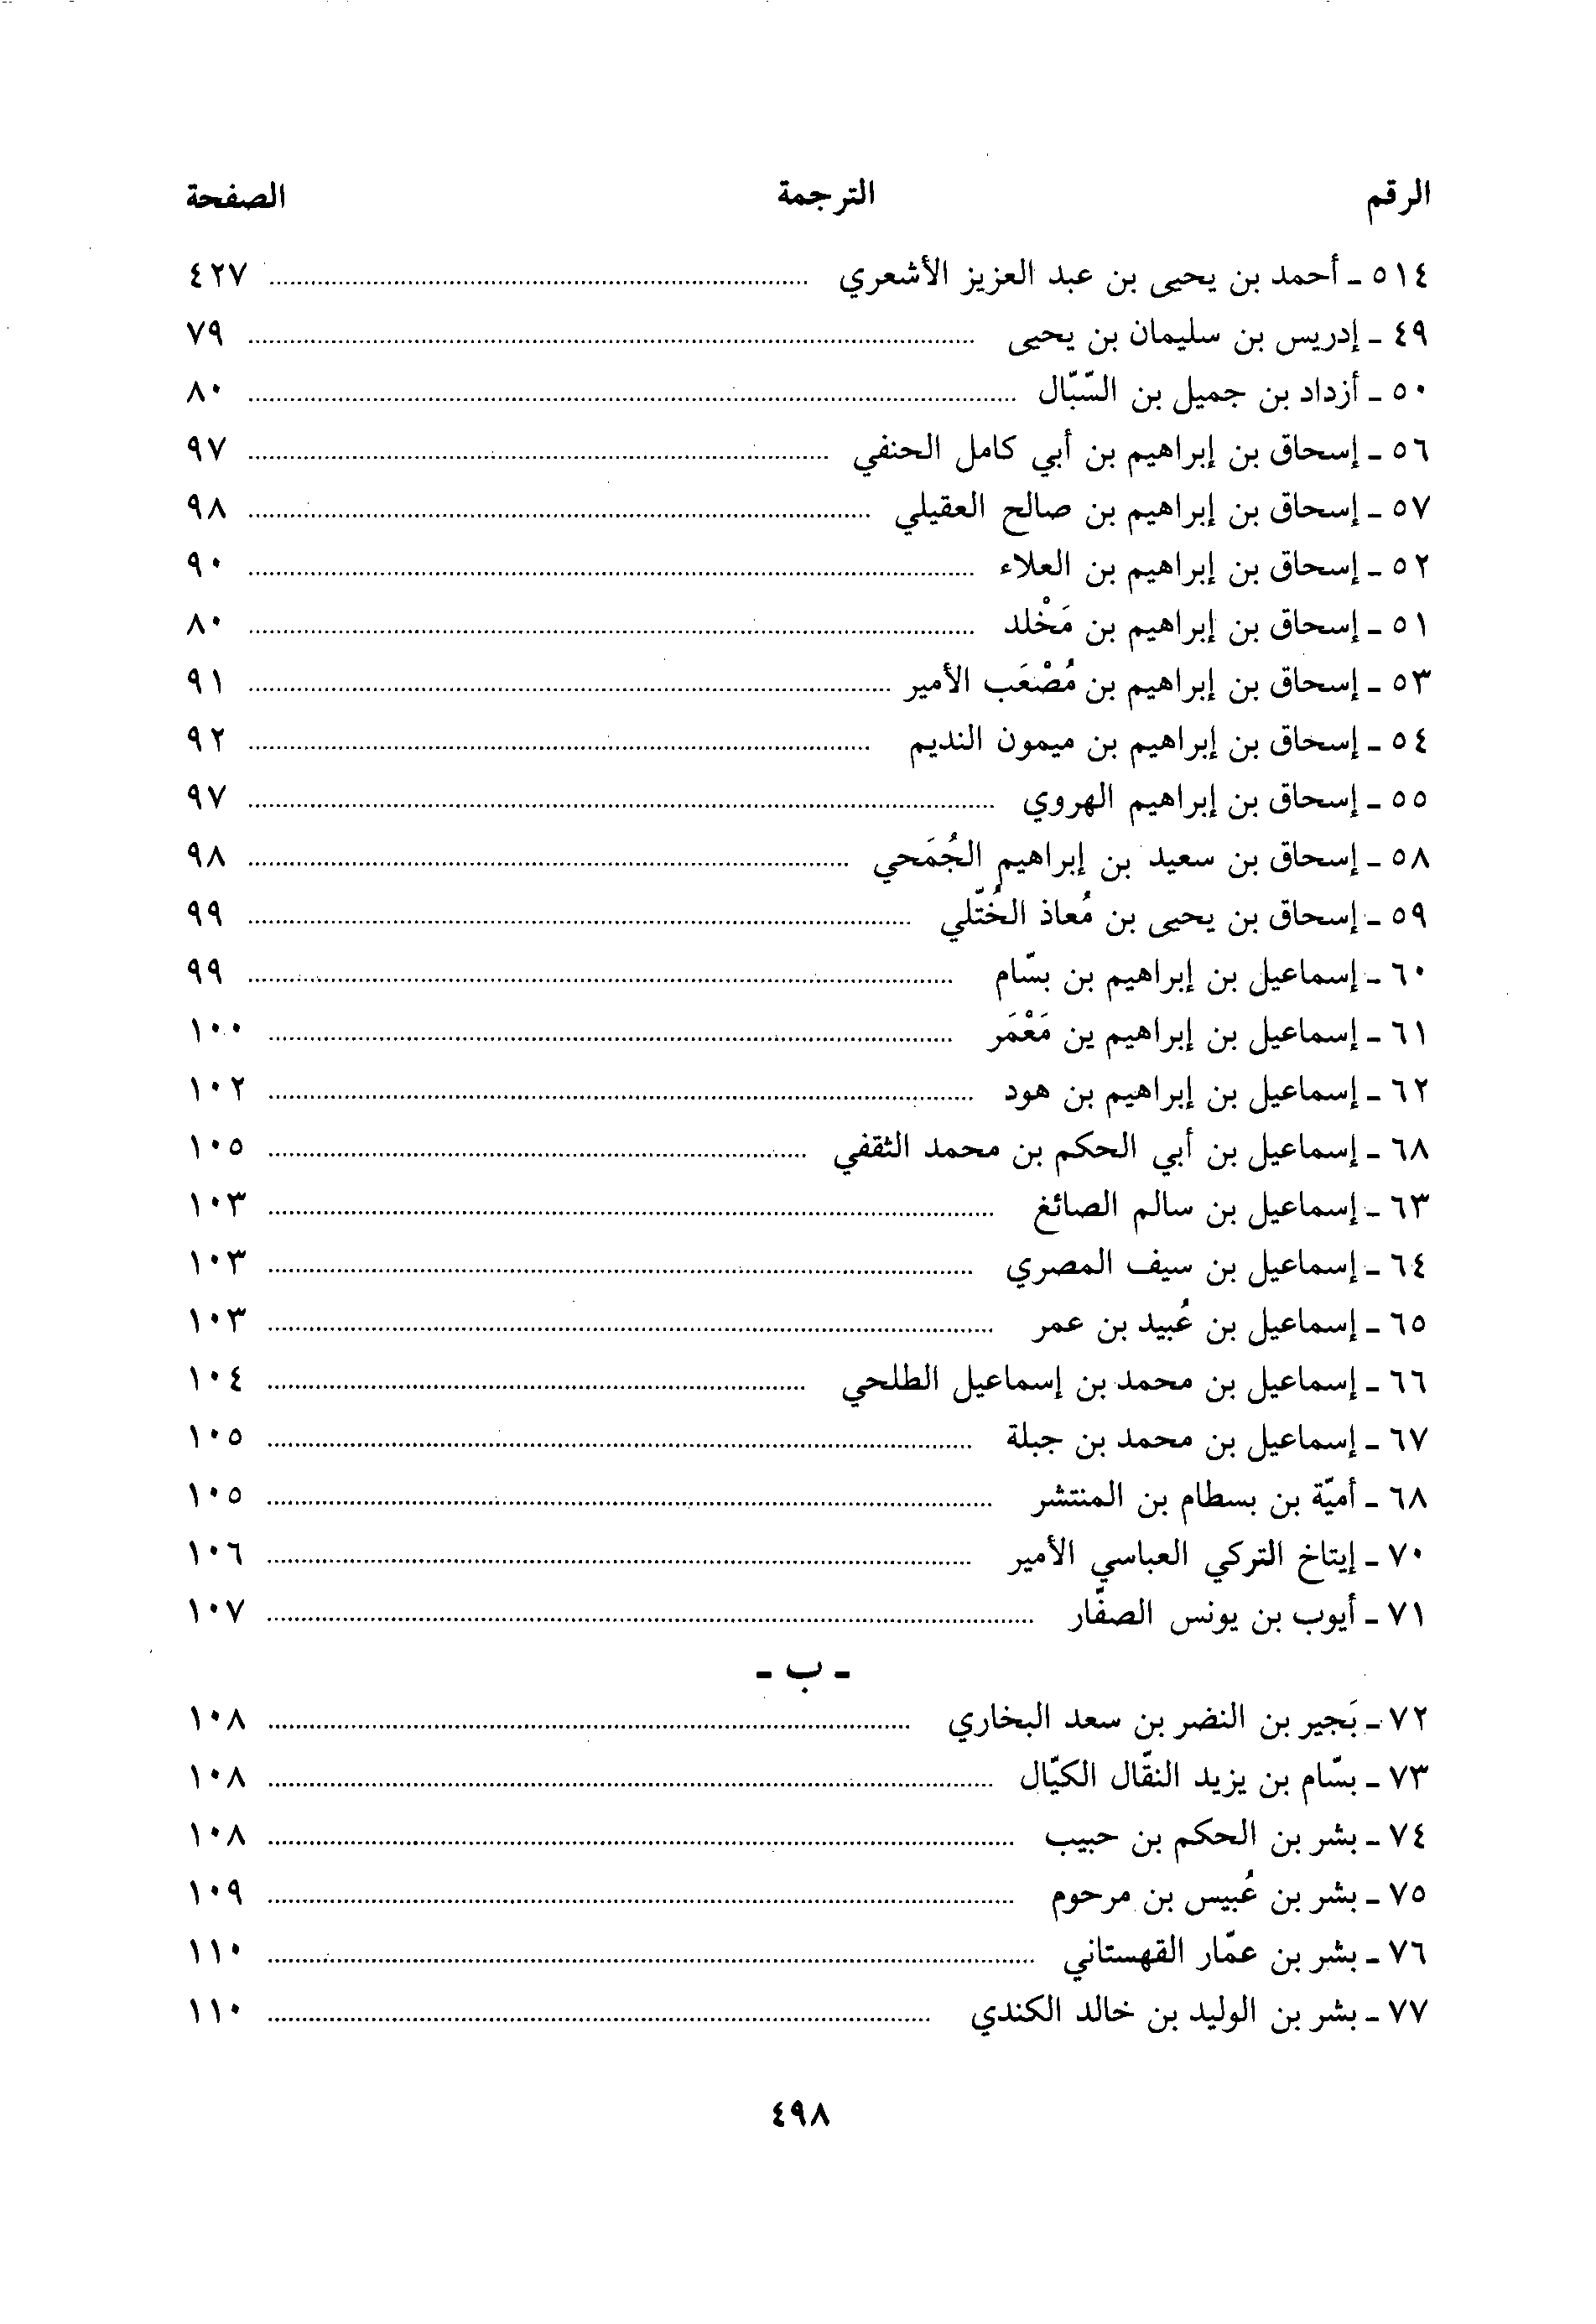 الرقم الترجمة الصفحة
٥١٤ - أحمد بن يحيى بن عبد العزيز الأشعري ........ ٤٢٧
٤٩ - إدريس بن سليمان بن يحيى ........ ٧٩
٥٠ - أزداد بن جميل بن السّبّال ........ ٨٠
٥٦ - إسحاق بن إبراهيم بن أبي كامل الحنفي ........ ٩٧
٥٧ - إسحاق بن إبراهيم بن صالح العقيلي ........ ٩٨
٥٢ - إسحاق بن إبراهيم بن العلاء ........ ٩٠
٥١ - إسحاق بن إبراهيم بن مَخْلد ........ ٨٠
٥٣ - إسحاق بن إبراهيم بن مُصْعَب الأمير ........ ٩١
٥٤ - إسحاق بن إبراهيم بن ميمون النديم ........ ٩٢
٥٥ - إسحاق بن إبراهيم الهروي ........ ٩٧
٥٨ - إسحاق بن سعيد بن إبراهيم الجُمَحي ........ ٩٨
٥٩ - إسحاق بن يحيى بن مُعاذ الخُتّلي ........ ٩٩
٦٠ - إسماعيل بن إبراهيم بن بسّام ........ ٩٩
٦١ - إسماعيل بن إبراهيم ين مَعْمَر ........ ١٠٠
٦٢ - إسماعيل بن إبراهيم بن هود ........ ١٠٢
٦٨ - إسماعيل بن أبي الحكم بن محمد الثقفي ........ ١٠٥
٦٣ - إسماعيل بن سالم الصائغ ........ ١٠٣
٦٤ - إسماعيل بن سيف المصري ........ ١٠٣
٦٥ - إسماعيل بن عُبيد بن عمر ........ ١٠٣
٦٦ - إسماعيل بن محمد بن إسماعيل الطلحي ........ ١٠٤
٦٧ - إسماعيل بن محمد بن جبلة ........ ١٠٥
٦٨ - أميّة بن بسطام بن المنتشر ........ ١٠٥
٧٠ - إيتاخ التركي العباسي الأمير ........ ١٠٦
٧١ - أيوب بن يونس الصفّار ........ ١٠٧
- ب -
٧٢ - بَجير بن النضر بن سعد البخاري ........ ١٠٨
٧٣ - بسّام بن يزيد النقّال الكيّال ........ ١٠٨
٧٤ - بشر بن الحكم بن حبيب ........ ١٠٨
٧٥ - بشر بن عُبيس بن مرحوم ........ ١٠٩
٧٦ - بشر بن عمّار القهستاني ........ ١١٠
٧٧ - بشر بن الوليد بن خالد الكندي ........ ١١٠
٤٩٨